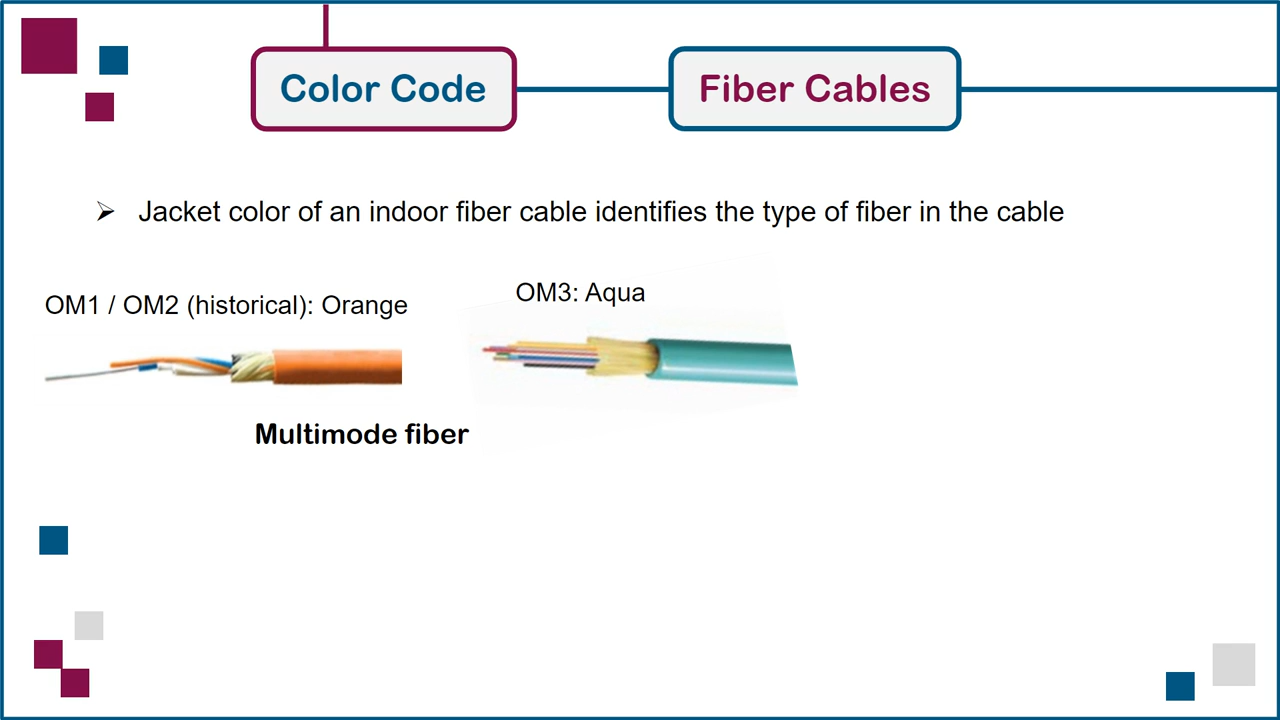 Color Code
Fiber Cables
➢ Jacket color of an indoor fiber cable identifies the type of fiber in the cable
OM1 / OM2 (historical): Orange
OM3: Aqua
Multimode fiber